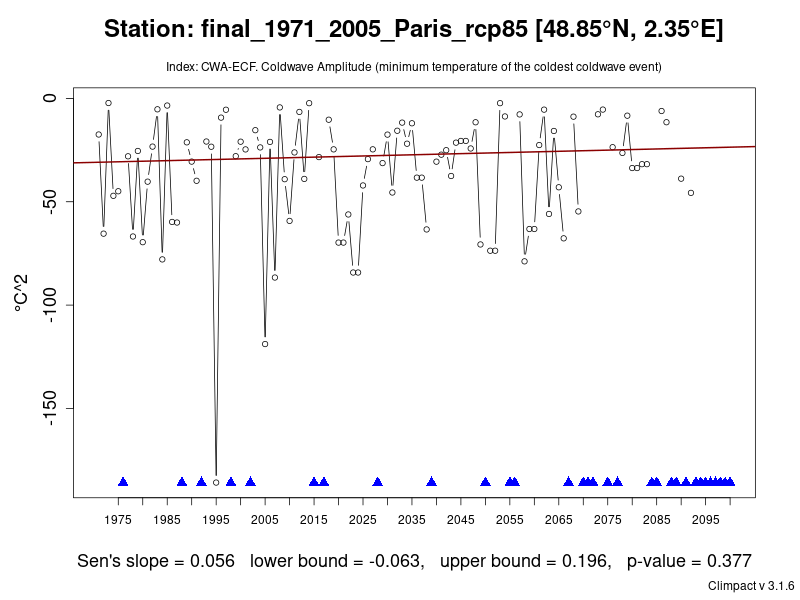 Station: final_1971_2005_Paris_rcp85 [48.85°N, 2.35°E]
Index: CWA-ECF. Coldwave Amplitude (minimum temperature of the coldest coldwave event)
°C^2
0
-50
-100
-150
1975 1985 1995 2005 2015 2025 2035 2045 2055 2065 2075 2085 2095
Sen's slope = 0.056 lower bound = -0.063, upper bound = 0.196, p-value = 0.377
Climpact v 3.1.6